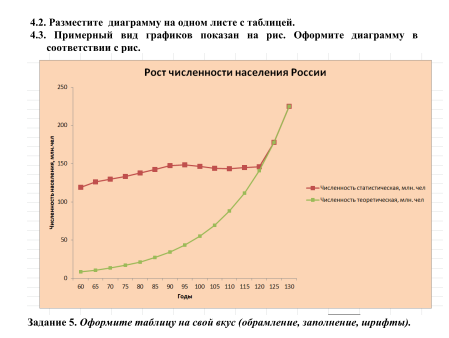 4.2. Разместите диаграмму на одном листе с таблицей.
4.3. Примерный вид графиков показан на рис. Оформите диаграмму в
соответствии с рис.
Рост численности населения России
Численность населения, млн.чел
250
200
150
100
50
0
60 65 70 75 80 85 90 95 100 105 110 115 120 125 130
Годы
Численность статистическая, млн. чел
Численность теоретическая, млн. чел
Задание 5. Оформите таблицу на свой вкус (обрамление, заполнение, шрифты).